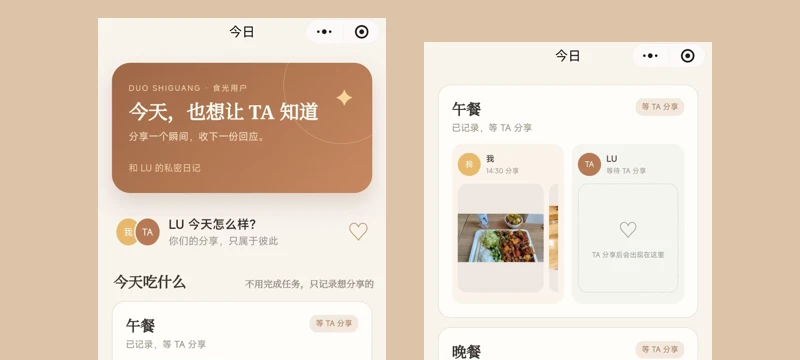 今日
DUO SHIGUANG · 食光用户
今天，也想让 TA 知道
分享一个瞬间，收下一份回应。
和 LU 的私密日记
我
TA
LU 今天怎么样？
你们的分享，只属于彼此
今天吃什么
不用完成任务，只记录想分享的
午餐
等 TA 分享
已记录，等 TA 分享
今日
午餐
等 TA 分享
已记录，等 TA 分享
我
我
14:30 分享
TA
LU
等待 TA 分享
TA 分享后会出现在这里
晚餐
等 TA 分享